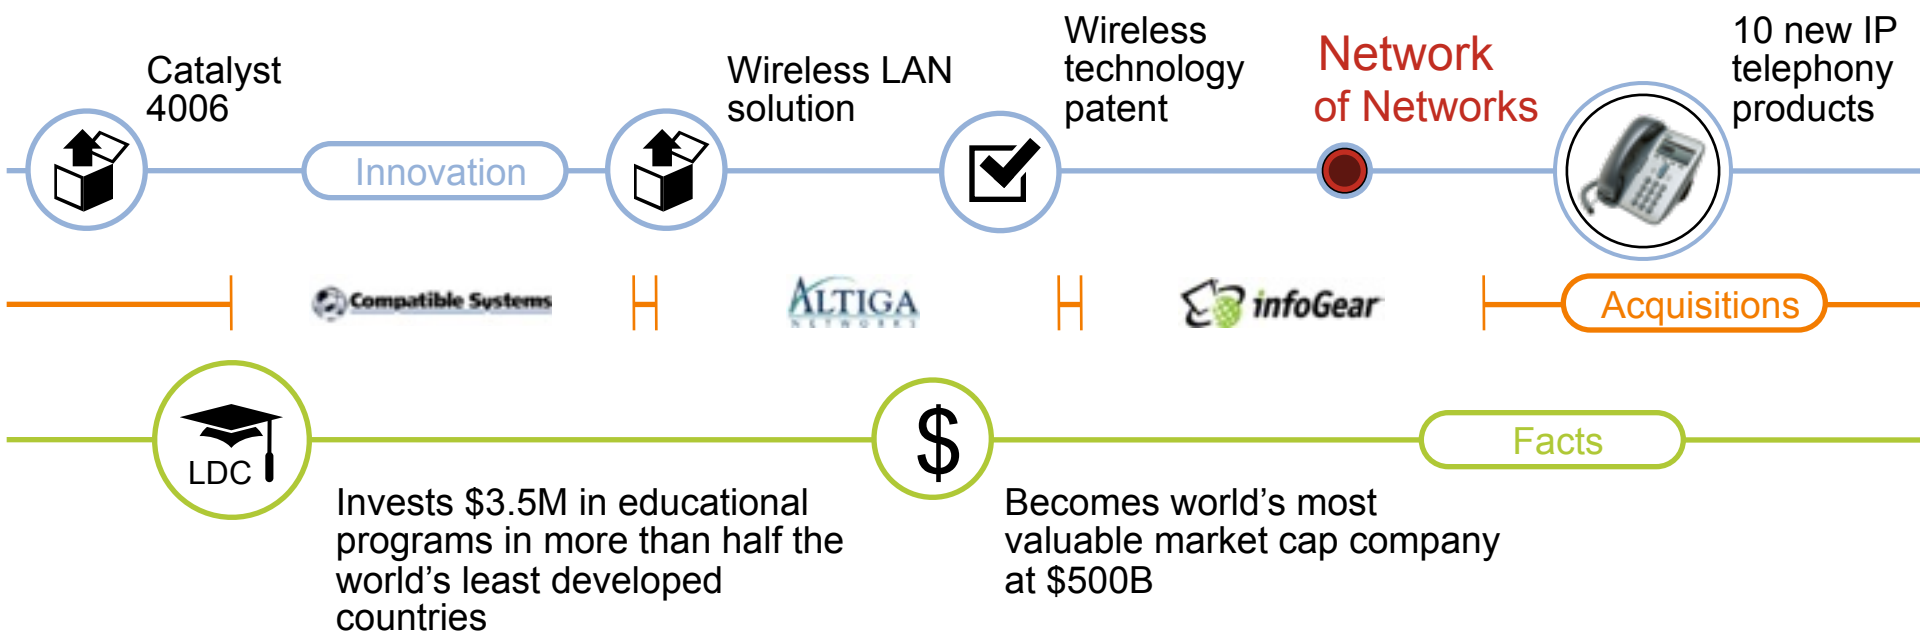 Catalyst
4006
Innovation
Wireless LAN
solution
Wireless
technology
patent
Network
of Networks
10 new IP
telephony
products
Compatible Systems
ALTIGA
NETWORKS
infoGear
Acquisitions
LDC
Invests $3.5M in educational
programs in more than half the
world’s least developed
countries
$
Becomes world’s most
valuable market cap company
at $500B
Facts